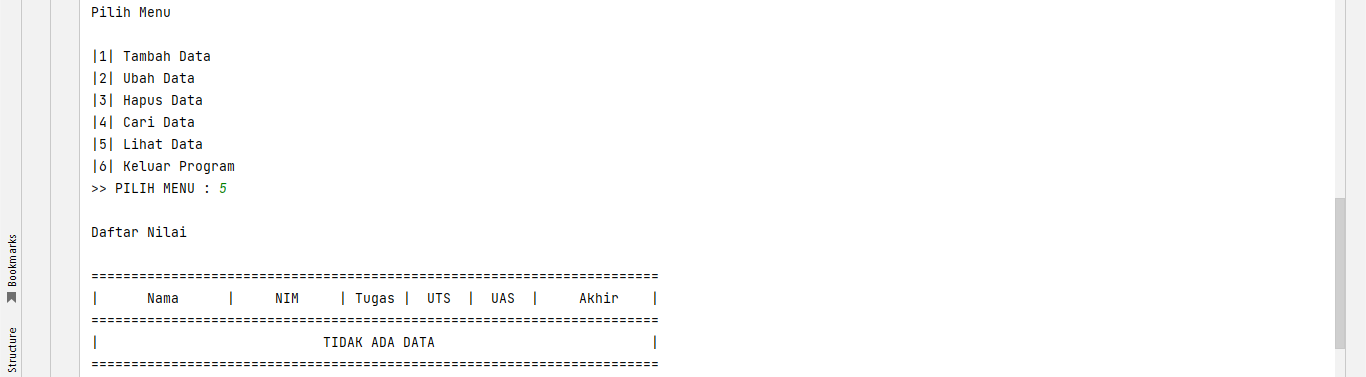 Pilih Menu
|1| Tambah Data
|2| Ubah Data
|3| Hapus Data
|4| Cari Data
|5| Lihat Data
|6| Keluar Program
>> PILIH MENU : 5
Daftar Nilai
=======================================================================
|      Nama      |     NIM     | Tugas |  UTS  |  UAS  |     Akhir    |
=======================================================================
|                            TIDAK ADA DATA                           |
=======================================================================
Bookmarks
Structure